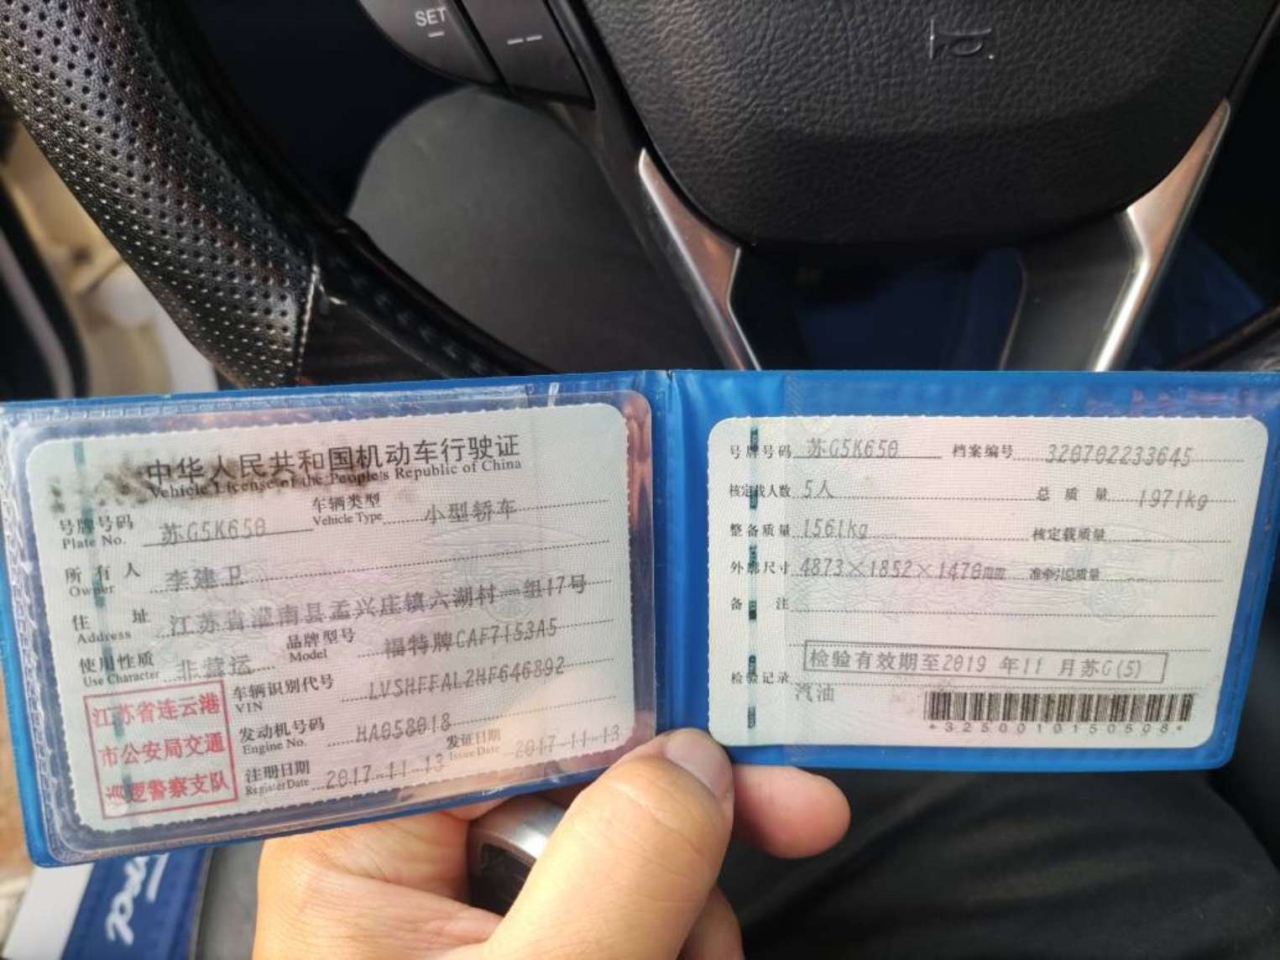 SET
中华人民共和国机动车行驶证
Vehicle License of the People's Republic of China
号牌号码 苏G5K650 车辆类型 小型轿车
Plate No. Vehicle Type
所有人 李建卫
Owner
住址 江苏省灌南县孟兴庄镇六湖村一组17号
Address
使用性质 非营运 品牌型号 福特牌CAF7153A5
Use Character Model
车辆识别代号 LVSHFFAL2HF646892
VIN
发动机号码 HA058018
Engine No.
注册日期 2017-11-13 发证日期 2017-11-13
Register Date Issue Date
江苏省连云港
市公安局交通
巡逻警察支队
号牌号码 苏G5K650 档案编号 320702233645
核定载人数 5人 总质量 1971kg
整备质量 1561kg 核定载质量
外廓尺寸 4873×1852×1470mm 准牵引总质量
备注
检验有效期至2019年11月苏G(5)
检验记录
汽油
*3250010150508*